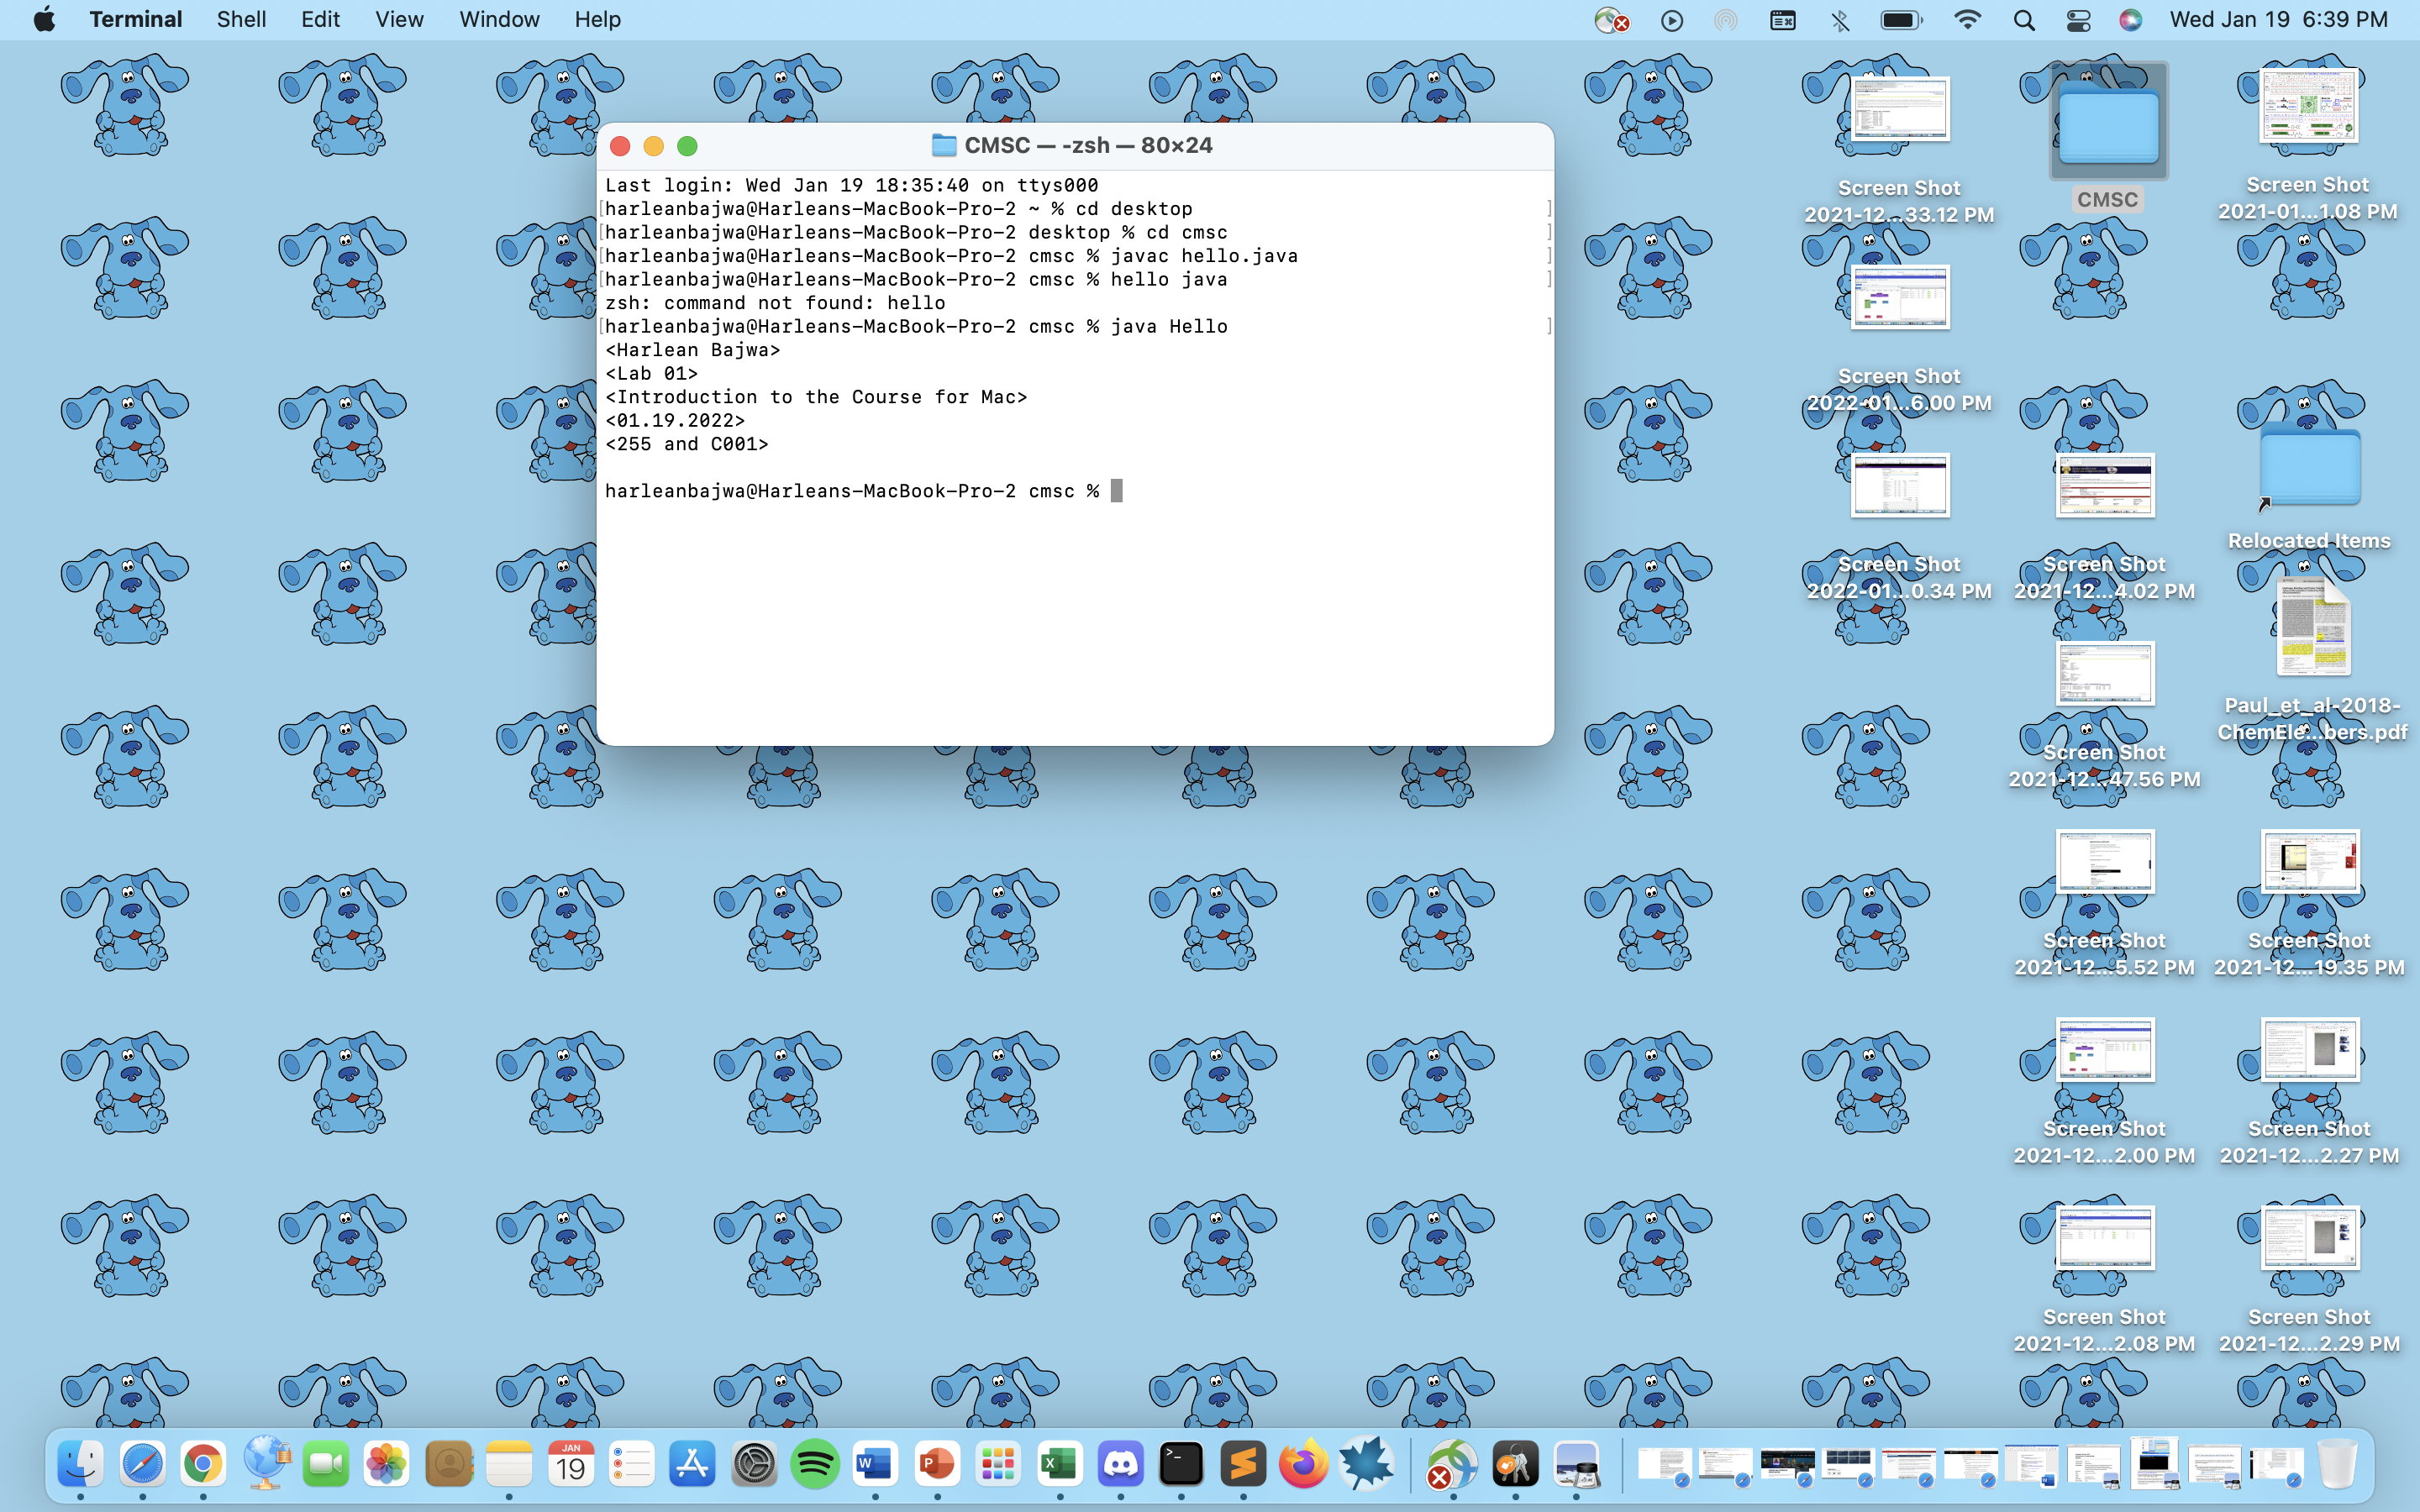 Terminal Shell Edit View Window Help Wed Jan 19 6:39 PM
CMSC — -zsh — 80×24
Last login: Wed Jan 19 18:35:40 on ttys000
[harleanbajwa@Harleans-MacBook-Pro-2 ~ % cd desktop ]
[harleanbajwa@Harleans-MacBook-Pro-2 desktop % cd cmsc ]
[harleanbajwa@Harleans-MacBook-Pro-2 cmsc % javac hello.java ]
[harleanbajwa@Harleans-MacBook-Pro-2 cmsc % hello java ]
zsh: command not found: hello
[harleanbajwa@Harleans-MacBook-Pro-2 cmsc % java Hello ]
<Harlean Bajwa>
<Lab 01>
<Introduction to the Course for Mac>
<01.19.2022>
<255 and C001>
harleanbajwa@Harleans-MacBook-Pro-2 cmsc %
Screen Shot
2021-12...33.12 PM
CMSC
Screen Shot
2021-01...1.08 PM
Screen Shot
2022-01...6.00 PM
Screen Shot
2022-01...0.34 PM
Screen Shot
2021-12...4.02 PM
Relocated Items
Paul_et_al-2018-
ChemEle...bers.pdf
Screen Shot
2021-12...47.56 PM
Screen Shot
2021-12...5.52 PM
Screen Shot
2021-12...19.35 PM
Screen Shot
2021-12...2.00 PM
Screen Shot
2021-12...2.27 PM
Screen Shot
2021-12...2.08 PM
Screen Shot
2021-12...2.29 PM
JAN
19
W
P
X
>_